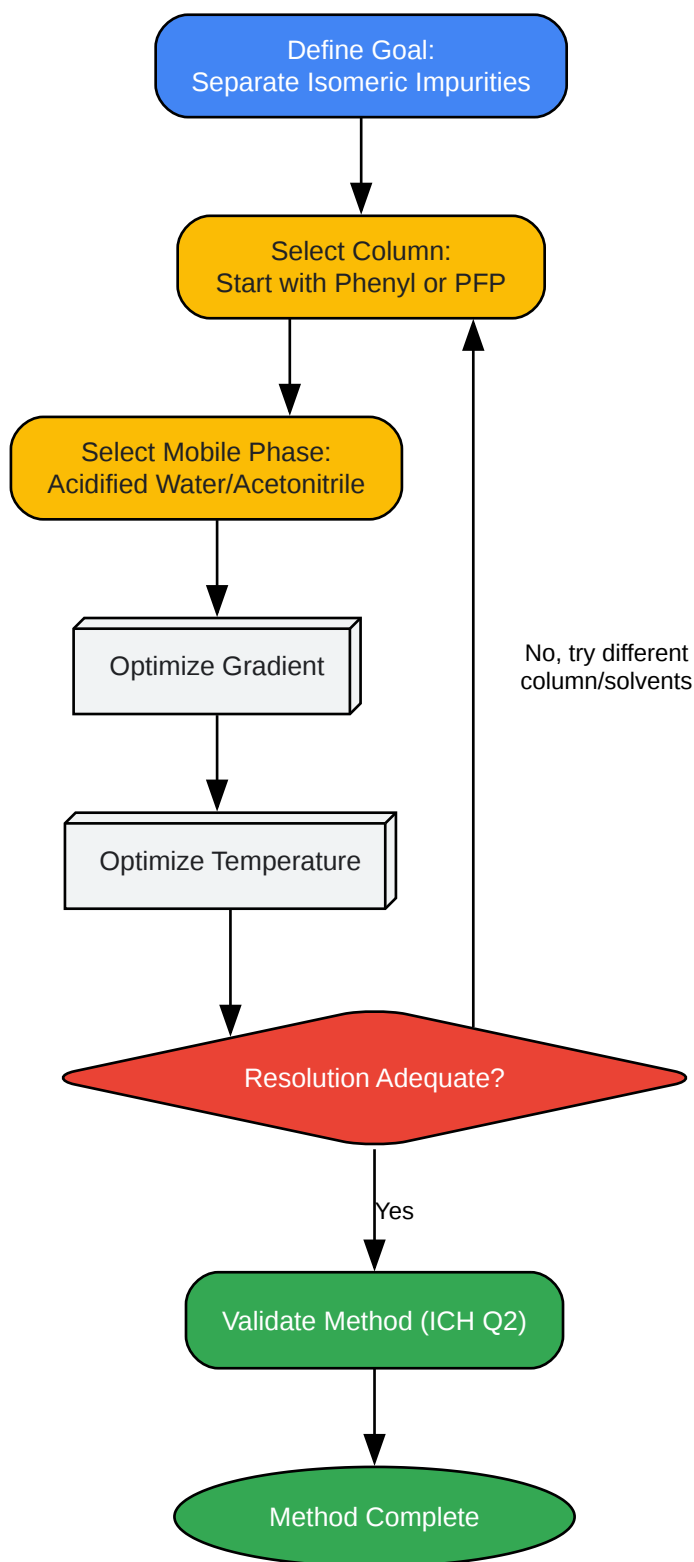 Define Goal:
Separate Isomeric Impurities
Select Column:
Start with Phenyl or PFP
Select Mobile Phase:
Acidified Water/Acetonitrile
Optimize Gradient
No, try different
column/solvents
Optimize Temperature
Resolution Adequate?
Yes
Validate Method (ICH Q2)
Method Complete